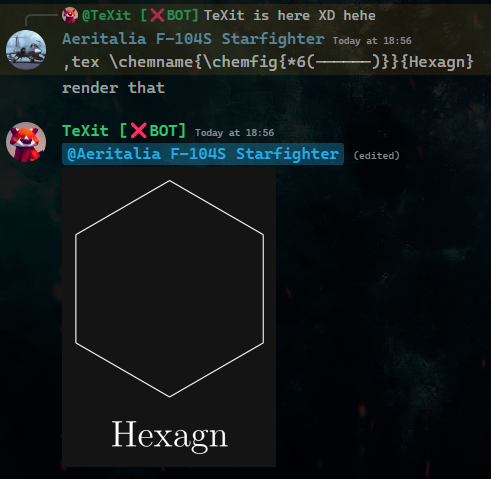 @TeXit [❌BOT] TeXit is here XD hehe
Aeritalia F-104S Starfighter Today at 18:56
,tex \chemname{\chemfig{*6(------)}}{Hexagn}
render that
TeXit [❌BOT] Today at 18:56
@Aeritalia F-104S Starfighter (edited)
Hexagn